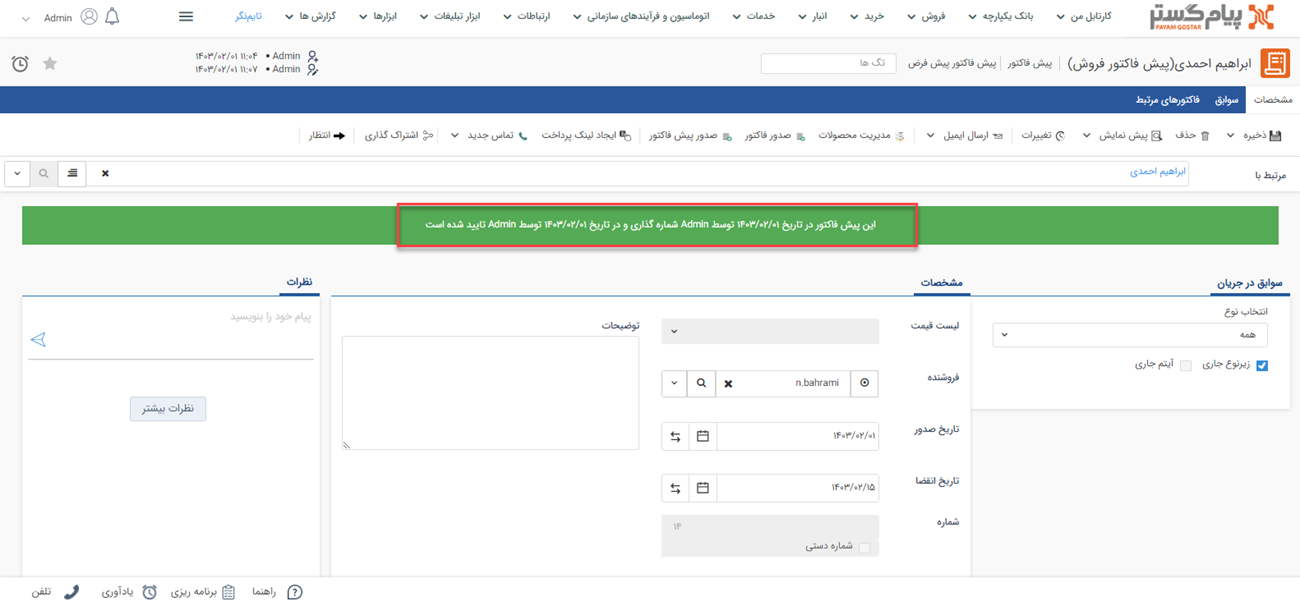 پیام گستر
PAYAM GOSTAR
کارتابل من
بانک یکپارچه
فروش
خرید
انبار
خدمات
اتوماسیون و فرآیندهای سازمانی
ارتباطات
ابزار تبلیغات
ابزارها
گزارش ها
تایم‌نگر
Admin
ابراهیم احمدی(پیش فاکتور فروش)
پیش فاکتور
پیش فاکتور پیش فرض
تگ ها
Admin • ۱۴۰۳/۰۲/۰۱ ۱۱:۰۴
Admin • ۱۴۰۳/۰۲/۰۱ ۱۱:۰۷
مشخصات
سوابق
فاکتورهای مرتبط
ذخیره
حذف
پیش نمایش
تغییرات
ارسال ایمیل
مدیریت محصولات
صدور فاکتور
صدور پیش فاکتور
ایجاد لینک پرداخت
تماس جدید
اشتراک گذاری
انتظار
مرتبط با
ابراهیم احمدی
این پیش فاکتور در تاریخ ۱۴۰۳/۰۲/۰۱ توسط Admin شماره گذاری و در تاریخ ۱۴۰۳/۰۲/۰۱ توسط Admin تایید شده است
سوابق در جریان
انتخاب نوع
همه
زیرنوع جاری
آیتم جاری
مشخصات
لیست قیمت
فروشنده
n.bahrami
تاریخ صدور
۱۴۰۳/۰۲/۰۱
تاریخ انقضا
۱۴۰۳/۰۲/۱۵
شماره
۱۴
شماره دستی
توضیحات
نظرات
پیام خود را بنویسید
نظرات بیشتر
راهنما
برنامه ریزی
یادآوری
تلفن